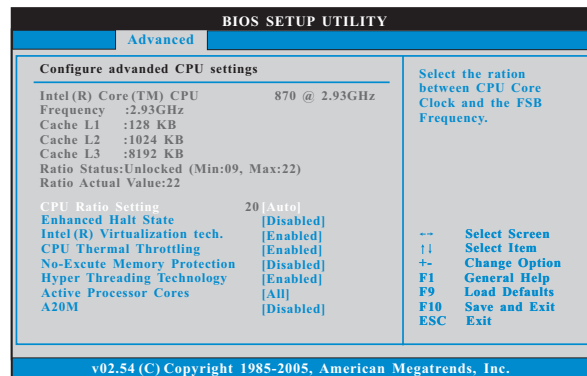 BIOS SETUP UTILITY
Advanced
Configure advanded CPU settings
Intel(R) Core(TM) CPU 870 @ 2.93GHz
Frequency :2.93GHz
Cache L1 :128 KB
Cache L2 :1024 KB
Cache L3 :8192 KB
Ratio Status:Unlocked (Min:09, Max:22)
Ratio Actual Value:22
CPU Ratio Setting 20 [Auto]
Enhanced Halt State [Disabled]
Intel(R) Virtualization tech. [Enabled]
CPU Thermal Throttling [Enabled]
No-Excute Memory Protection [Disabled]
Hyper Threading Technology [Enabled]
Active Processor Cores [All]
A20M [Disabled]
Select the ration
between CPU Core
Clock and the FSB
Frequency.
←→ Select Screen
↑↓ Select Item
+- Change Option
F1 General Help
F9 Load Defaults
F10 Save and Exit
ESC Exit
v02.54 (C) Copyright 1985-2005, American Megatrends, Inc.